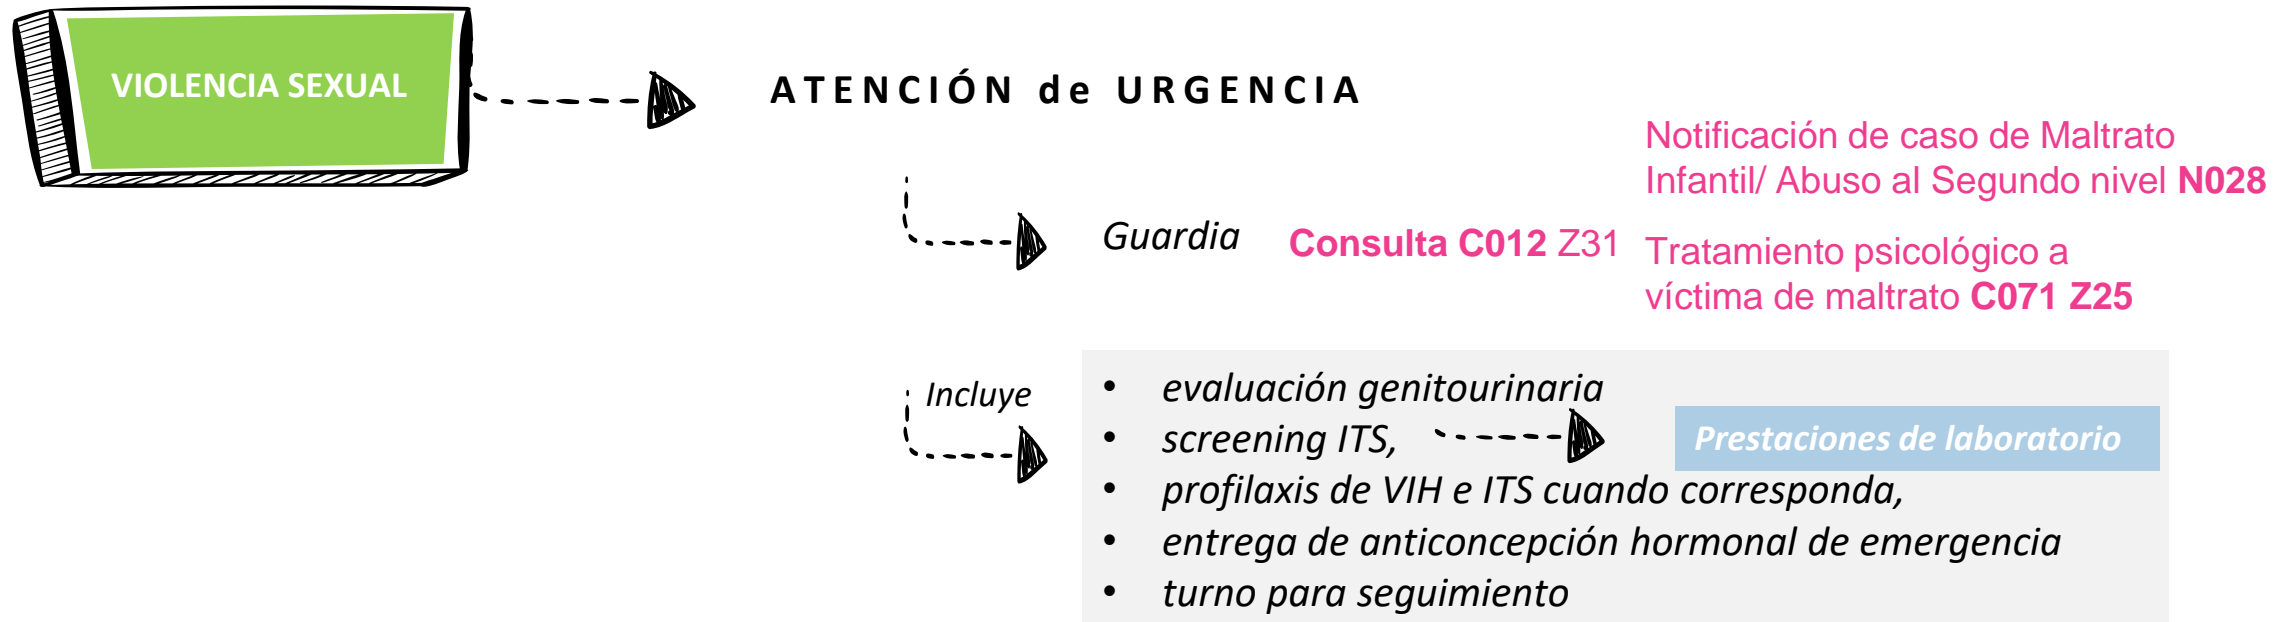 VIOLENCIA SEXUAL
ATENCIÓN de URGENCIA
Notificación de caso de Maltrato
Infantil/ Abuso al Segundo nivel N028
Guardia
Consulta C012 Z31
Tratamiento psicológico a
víctima de maltrato C071 Z25
Incluye
• evaluación genitourinaria
• screening ITS,
Prestaciones de laboratorio
• profilaxis de VIH e ITS cuando corresponda,
• entrega de anticoncepción hormonal de emergencia
• turno para seguimiento